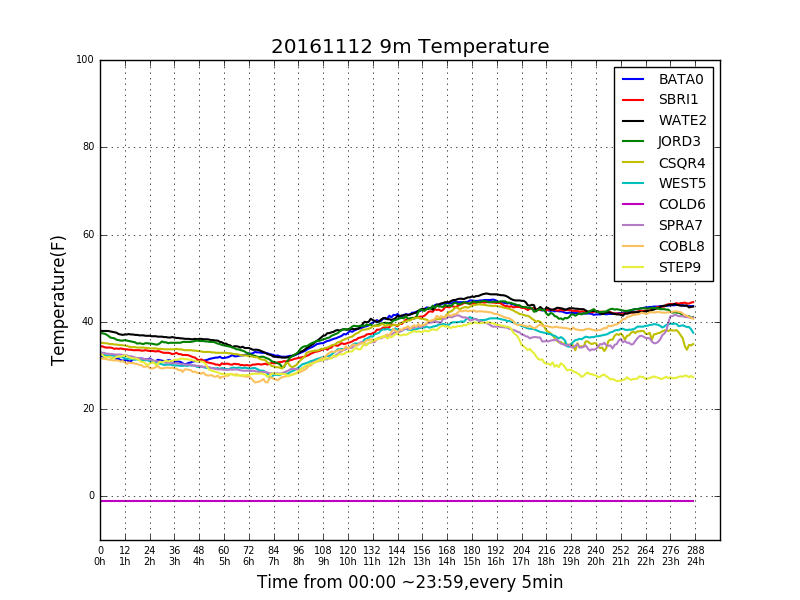 20161112 9m Temperature
100
80
60
40
20
0
Temperature(F)
BATA0
SBRI1
WATE2
JORD3
CSQR4
WEST5
COLD6
SPRA7
COBL8
STEP9
0 12 24 36 48 60 72 84 96 108 120 132 144 156 168 180 192 204 216 228 240 252 264 276 288
0h 1h 2h 3h 4h 5h 6h 7h 8h 9h 10h 11h 12h 13h 14h 15h 16h 17h 18h 19h 20h 21h 22h 23h 24h
Time from 00:00 ~23:59,every 5min